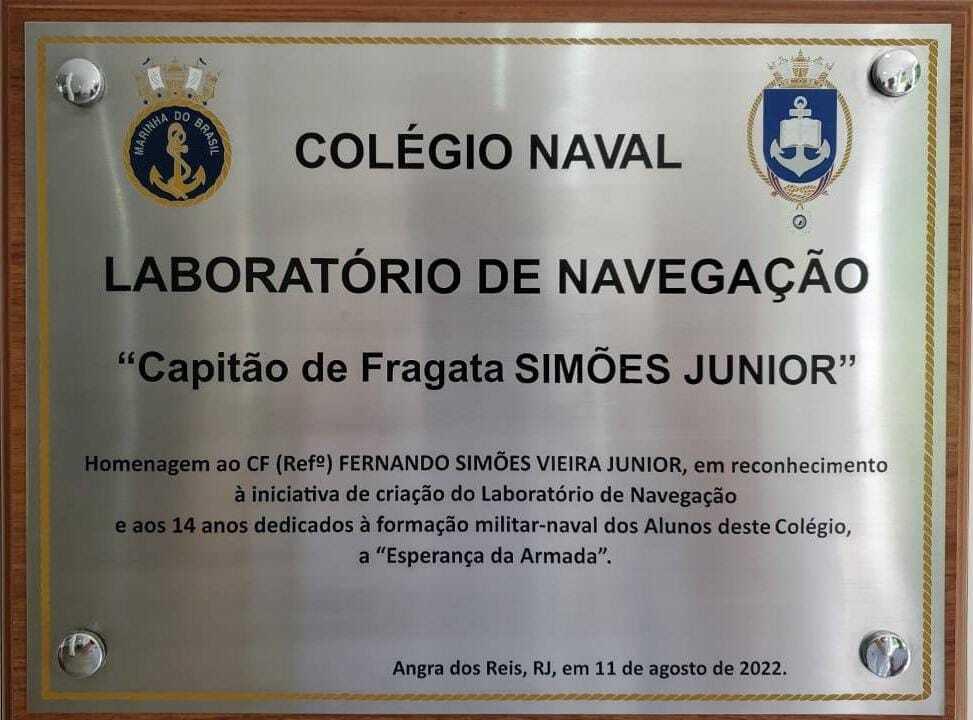 MARINHA DO BRASIL
COLÉGIO NAVAL
LABORATÓRIO DE NAVEGAÇÃO
“Capitão de Fragata SIMÕES JUNIOR”
Homenagem ao CF (Refº) FERNANDO SIMÕES VIEIRA JUNIOR, em reconhecimento
à iniciativa de criação do Laboratório de Navegação
e aos 14 anos dedicados à formação militar-naval dos Alunos deste Colégio,
a “Esperança da Armada”.
Angra dos Reis, RJ, em 11 de agosto de 2022.